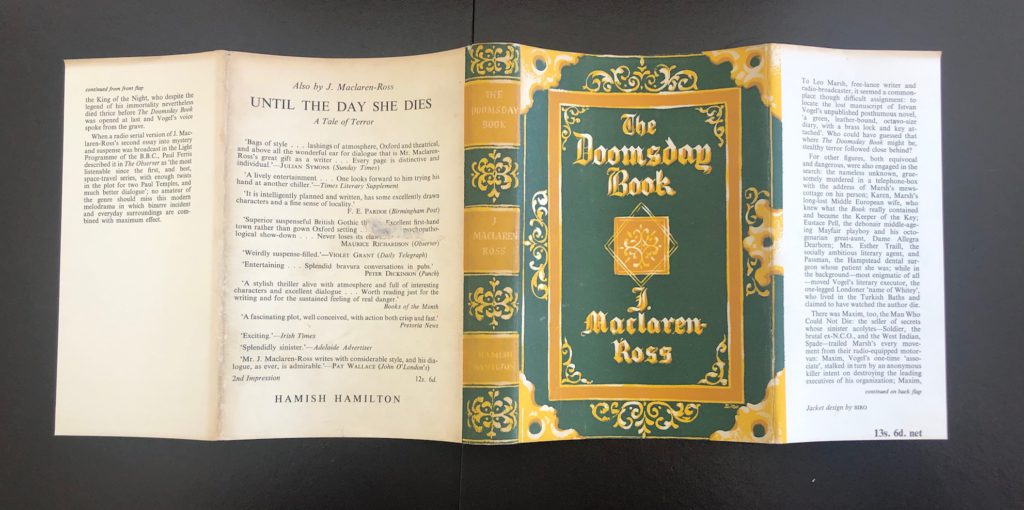 continued from front flap
the King of the Night, who despite the
legend of his immortality nevertheless
died thrice before The Doomsday Book
was opened at last and Vogel's voice
spoke from the grave.
When a radio serial version of J. Mac-
laren-Ross's second essay into mystery
and suspense was broadcast in the Light
Programme of the B.B.C., Paul Ferris
described it in The Observer as 'the most
listenable since the first, and best,
space-travel series, with enough twists
in the plot for two Paul Temples, and
much better dialogue'; no amateur of
the genre should miss this modern
melodrama in which bizarre incident
and everyday surroundings are com-
bined with maximum effect.
Also by J. Maclaren-Ross
UNTIL THE DAY SHE DIES
A Tale of Terror
'Bags of style . . . lashings of atmosphere, Oxford and theatrical,
and above all the wonderful ear for dialogue that is Mr. Maclaren-
Ross's great gift as a writer . . . Every page is distinctive and
individual.'—JULIAN SYMONS (Sunday Times)
'A lively entertainment . . . One looks forward to him trying his
hand at another chiller.'—Times Literary Supplement
'It is intelligently planned and written, has some excellently drawn
characters and a fine sense of locality.'
F. E. PARDOE (Birmingham Post)
'Superior suspenseful British Gothic Excellent first-hand
town rather than gown Oxford setting . . . psychopatho-
logical show-down . . . Never loses its
MAURICE RICHARDSON (Observer)
'Weirdly suspense-filled.'—VIOLET GRANT (Daily Telegraph)
'Entertaining . . . Splendid bravura conversations in pubs.'
PETER DICKINSON (Punch)
'A stylish thriller alive with atmosphere and full of interesting
characters and excellent dialogue . . . Worth reading just for the
writing and for the sustained feeling of real danger.'
Books of the Month
'A fascinating plot, well conceived, with action both crisp and fast.'
Pretoria News
'Exciting.'—Irish Times
'Splendidly sinister.'—Adelaide Advertiser
'Mr. J. Maclaren-Ross writes with considerable style, and his dia-
logue, as ever, is admirable.'—PAT WALLACE (John O'London's)
2nd Impression 12s. 6d.
HAMISH HAMILTON
THE
DOOMSDAY
BOOK
J
MACLAREN
ROSS
HAMISH
HAMILTON
The
Doomsday
Book
J.
Maclaren-
Ross
To Leo Marsh, free-lance writer and
radio-broadcaster, it seemed a common-
place though difficult assignment: to
locate the lost manuscript of Istvan
Vogel's unpublished posthumous novel,
'a green, leather-bound, octavo-size
diary, with a brass lock and key at-
tached'. Who could have guessed that
where The Doomsday Book might be,
stealthy terror followed close behind?
For other figures, both equivocal
and dangerous, were also engaged in the
search: the nameless unknown, grue-
somely murdered in a telephone-box
with the address of Marsh's mews-
cottage on his person; Karen, Marsh's
long-lost Middle European wife, who
knew what the Book really contained
and became the Keeper of the Key;
Eustace Pell, the debonair middle-age-
ing Mayfair playboy and his octo-
genarian great-aunt, Dame Allegra
Dearborn; Mrs. Esther Traill, the
socially ambitious literary agent, and
Passman, the Hampstead dental sur-
geon whose patient she was; while in
the background—most enigmatic of all
—moved Vogel's literary executor, the
one-legged Londoner 'name of Whitey',
who lived in the Turkish Baths and
claimed to have watched the author die.
There was Maxim, too, the Man Who
Could Not Die: the seller of secrets
whose sinister acolytes—Soldier, the
brutal ex-N.C.O., and the West Indian,
Spade—trailed Marsh's every move-
ment from their radio-equipped motor-
van: Maxim, Vogel's one-time 'asso-
ciate', stalked in turn by an anonymous
killer intent on destroying the leading
executives of his organization; Maxim,
continued on back flap
Jacket design by BIRO
13s. 6d. net